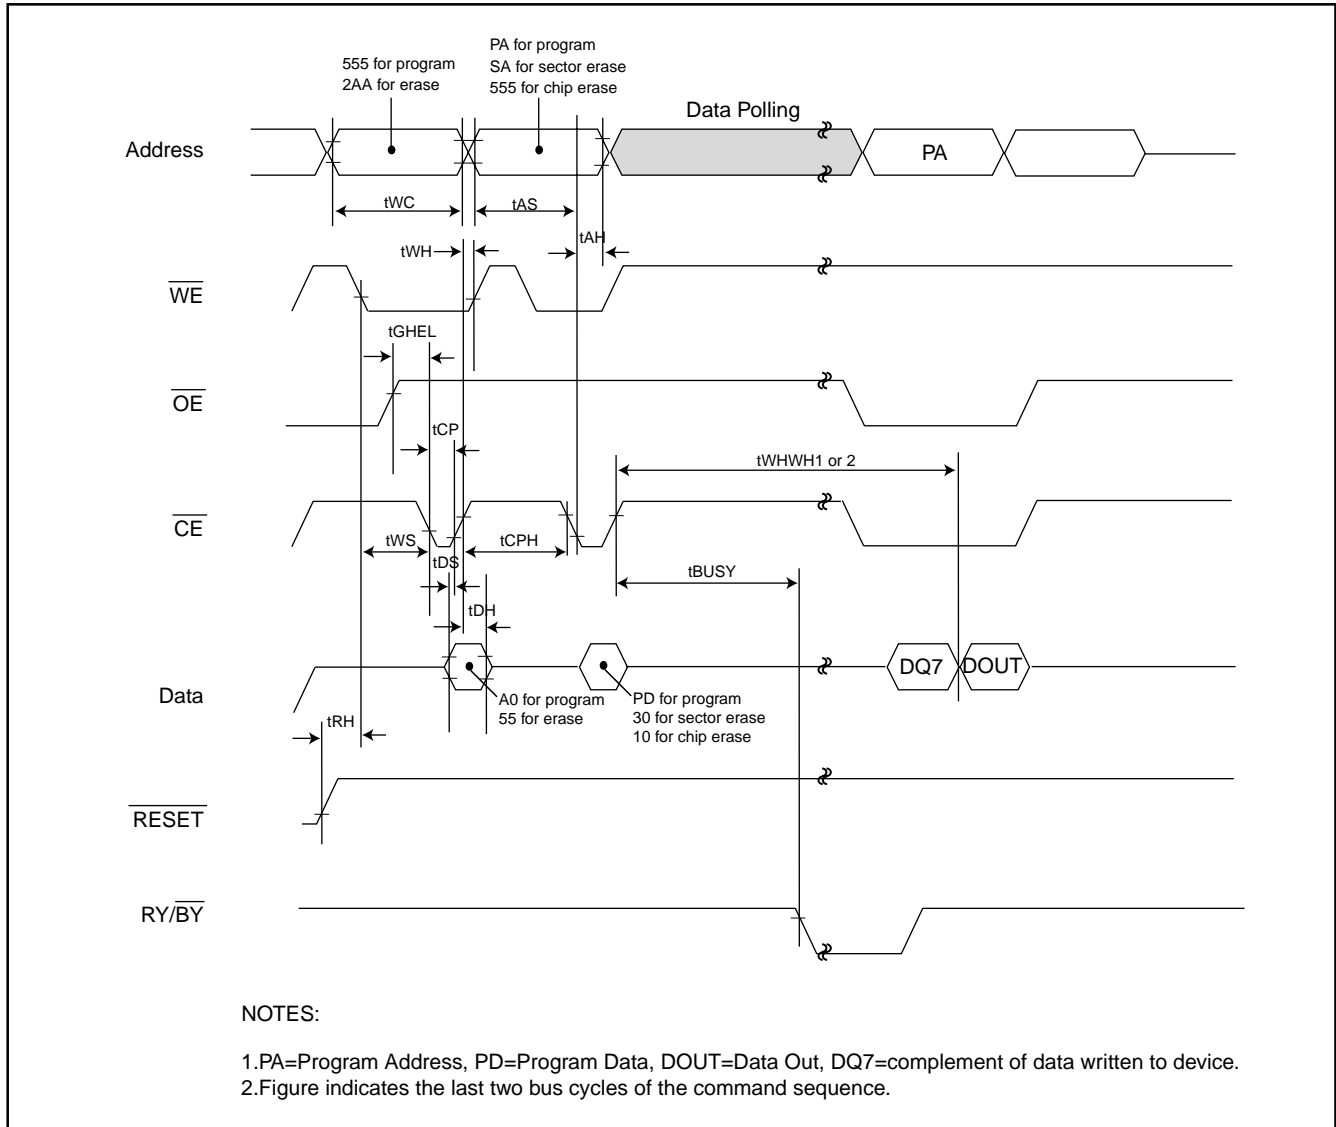 555 for program
2AA for erase
PA for program
SA for sector erase
555 for chip erase
Data Polling
Address
PA
tWC
tAS
tWH
tAH
WE
tGHEL
OE
tCP
tWHWH1 or 2
CE
tWS
tCPH
tDS
tBUSY
tDH
DQ7
DOUT
Data
A0 for program
55 for erase
PD for program
30 for sector erase
10 for chip erase
tRH
RESET
RY/BY
NOTES:
1.PA=Program Address, PD=Program Data, DOUT=Data Out, DQ7=complement of data written to device.
2.Figure indicates the last two bus cycles of the command sequence.